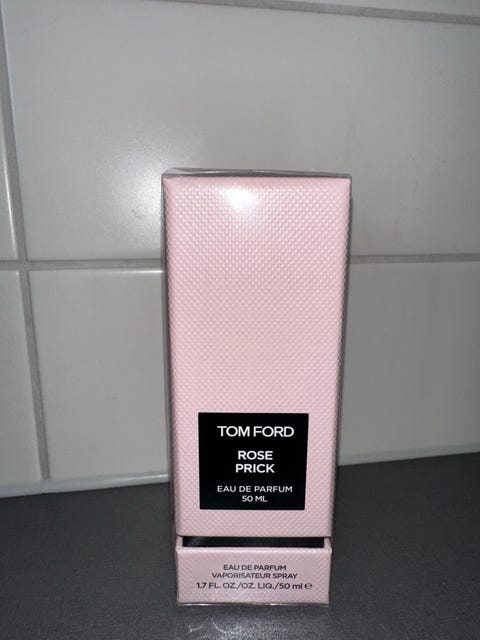 TOM FORD
ROSE
PRICK
EAU DE PARFUM
50 ML
EAU DE PARFUM
VAPORISATEUR SPRAY
1.7 FL. OZ./OZ. LIQ./50 ml ℮